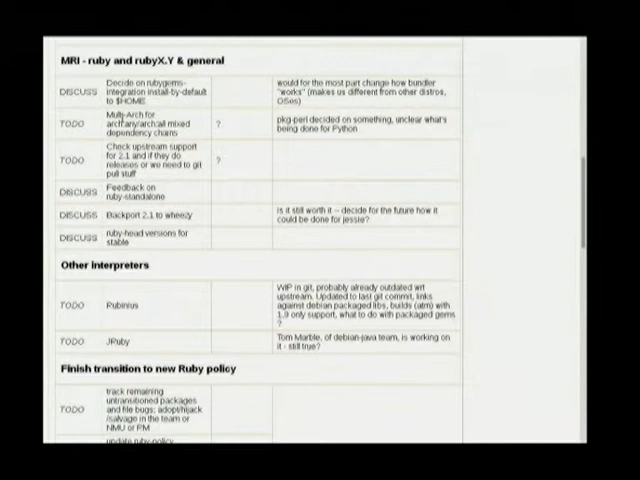 MRI - ruby and rubyX.Y & general
DISCUSS
Decide on rubygems-
integration install-by-default
to $HOME
would for the most part change how bundler
"works" (makes us different from other distros,
OSes)
TODO
Multi-Arch for
arch:any/arch:all mixed
dependency chains
?
pkg-perl decided on something, unclear what's
being done for Python
TODO
Check upstream support
for 2.1 and if they do
releases or we need to git
pull stuff
?
DISCUSS
Feedback on
ruby-standalone
DISCUSS
Backport 2.1 to wheezy
is it still worth it -- decide for the future how it
could be done for jessie?
DISCUSS
ruby-head versions for
stable
Other interpreters
TODO
Rubinius
WIP in git, probably already outdated wrt
upstream. Updated to last git commit, links
against debian packaged libs, builds (atm) with
1.9 only support, what to do with packaged gems
?
TODO
JRuby
Tom Marble, of debian-java team, is working on
it - still true?
Finish transition to new Ruby policy
TODO
track remaining
untransitioned packages
and file bugs; adopt/hijack
/salvage in the team or
NMU or RM
update ruby-policy